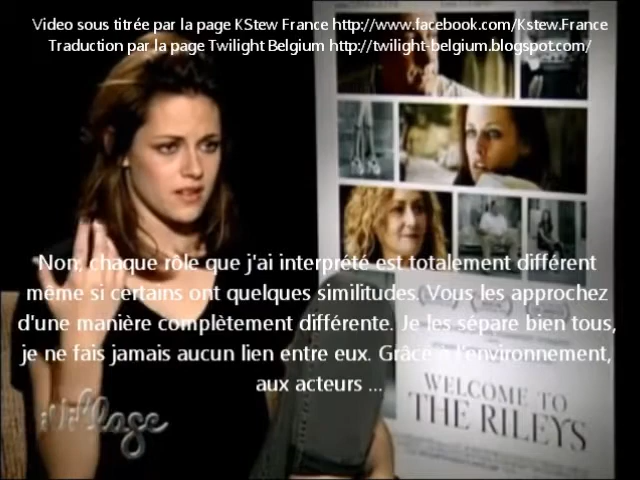 Video sous titrée par la page KStew France http://www.facebook.com/Kstew.France
Traduction par la page Twilight Belgium http://twilight-belgium.blogspot.com/
Non, chaque rôle que j'ai interprété est totalement différent
même si certains ont quelques similitudes. Vous les approchez
d'une manière complètement différente. Je les sépare bien tous,
je ne fais jamais aucun lien entre eux. Grâce à l'environnement,
aux acteurs ...
iVillage
WELCOME TO
THE RILEYS